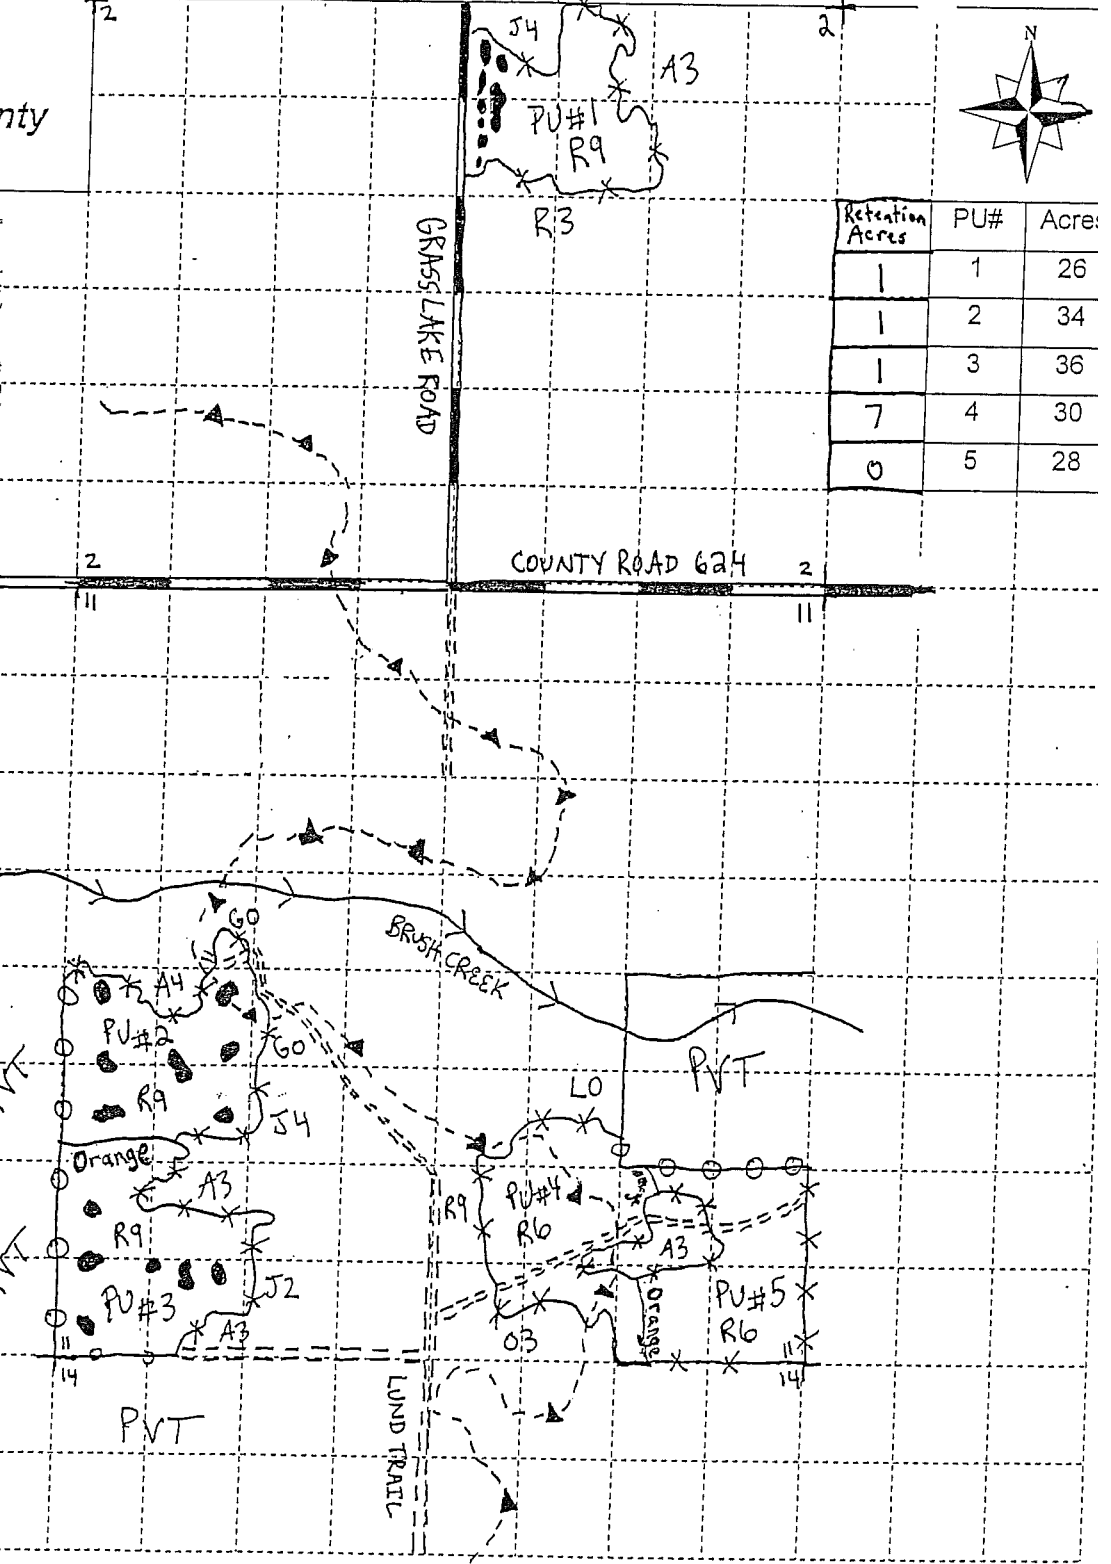 2
2
N
J4
A3
nty
PU#1
R9
R3
Retention Acres PU# Acres
1 1 26
1 2 34
1 3 36
7 4 30
0 5 28
GRASS LAKE ROAD
COUNTY ROAD 624
2
2
11
11
BRUSH CREEK
GO
A4
PU#2
GO
R9
J4
PVT
LO
Orange
A3
R9
PU#4
R6
R9
A3
PU#3
J2
A3
PU#5
R6
Orange
O3
11
14
11
14
PVT
LUND TRAIL